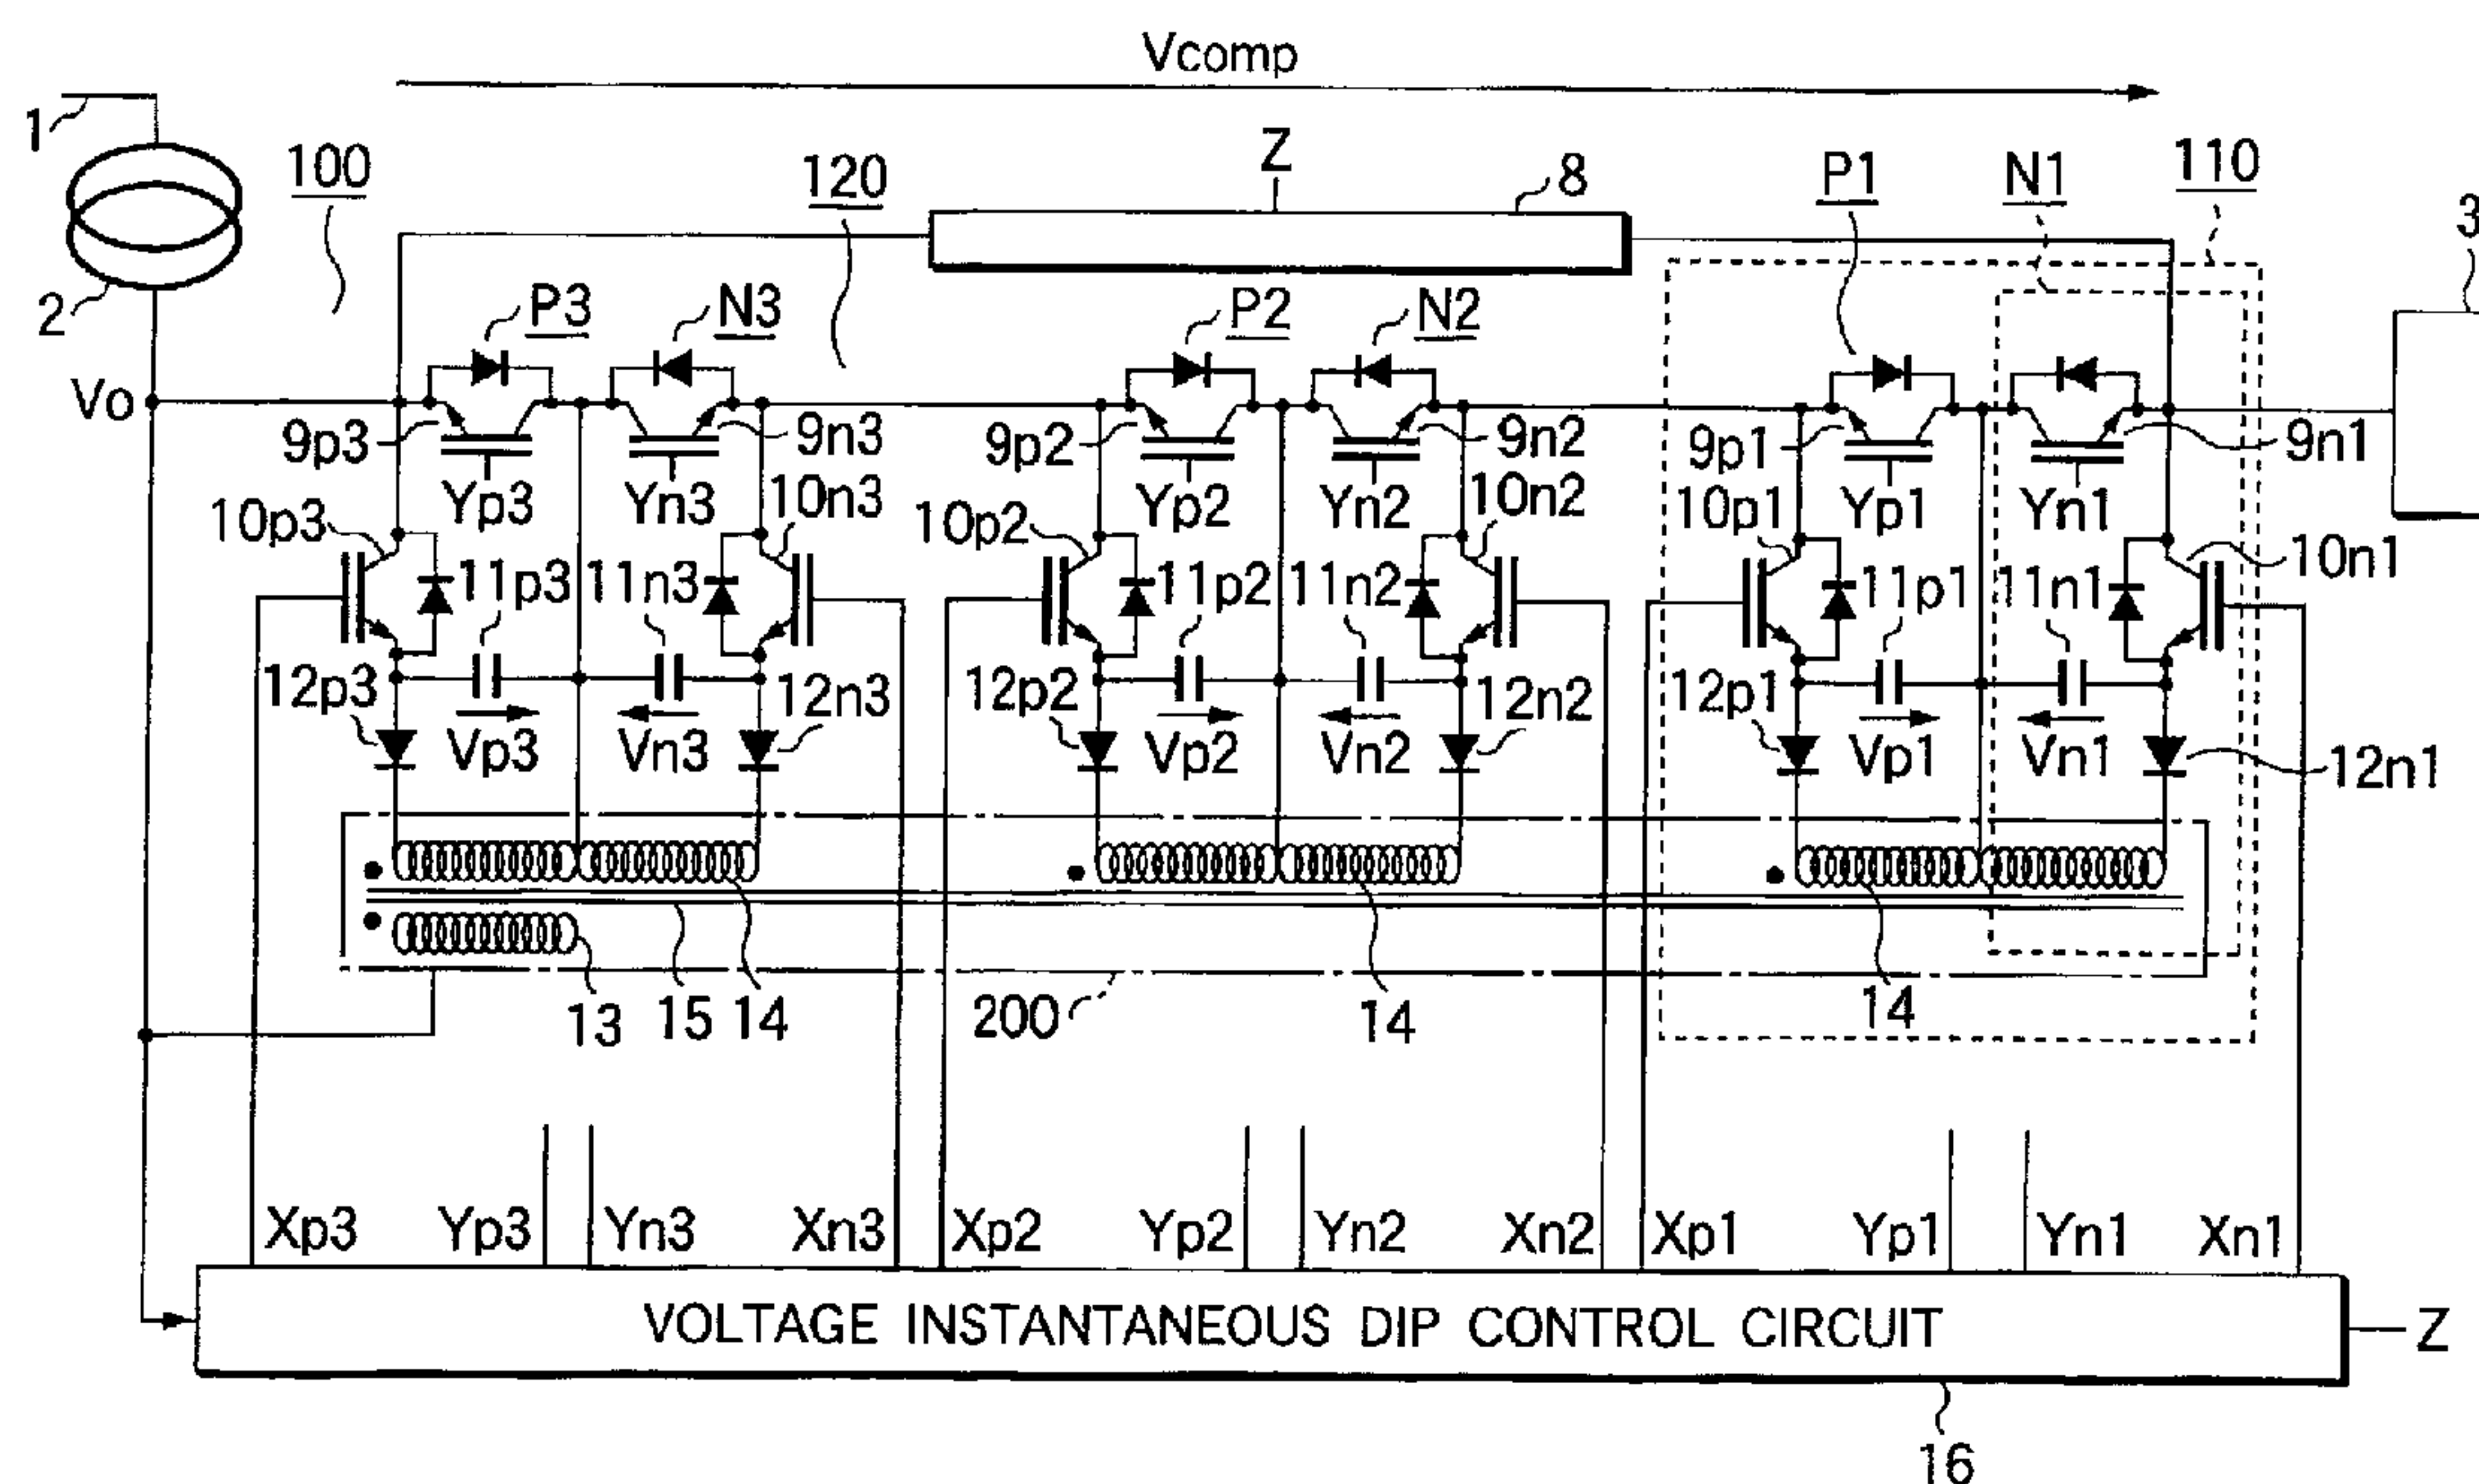 Vcomp
1
100
120
Z
8
P1
N1
110
3
2
P3
N3
P2
N2
Vo
9p3
9n3
9p2
9n2
9p1
9n1
Yp3
Yn3
Yp2
Yn2
Yp1
Yn1
10p3
10n3
10p2
10n2
10p1
10n1
11p3
11n3
11p2
11n2
11p1
11n1
12p3
12n3
12p2
12n2
12p1
12n1
Vp3
Vn3
Vp2
Vn2
Vp1
Vn1
13
15
14
200
14
14
Xp3
Yp3
Yn3
Xn3
Xp2
Yp2
Yn2
Xn2
Xp1
Yp1
Yn1
Xn1
VOLTAGE INSTANTANEOUS DIP CONTROL CIRCUIT
Z
16